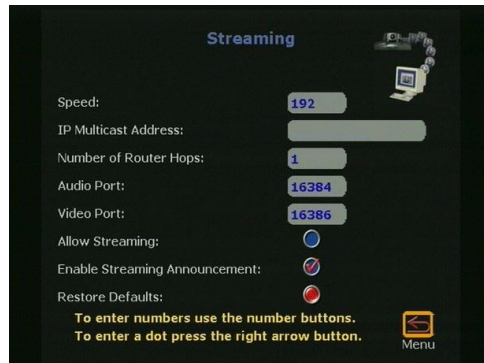 Streaming
Speed: 192
IP Multicast Address:
Number of Router Hops: 1
Audio Port: 16384
Video Port: 16386
Allow Streaming:
Enable Streaming Announcement:
Restore Defaults:
To enter numbers use the number buttons.
To enter a dot press the right arrow button.
Menu